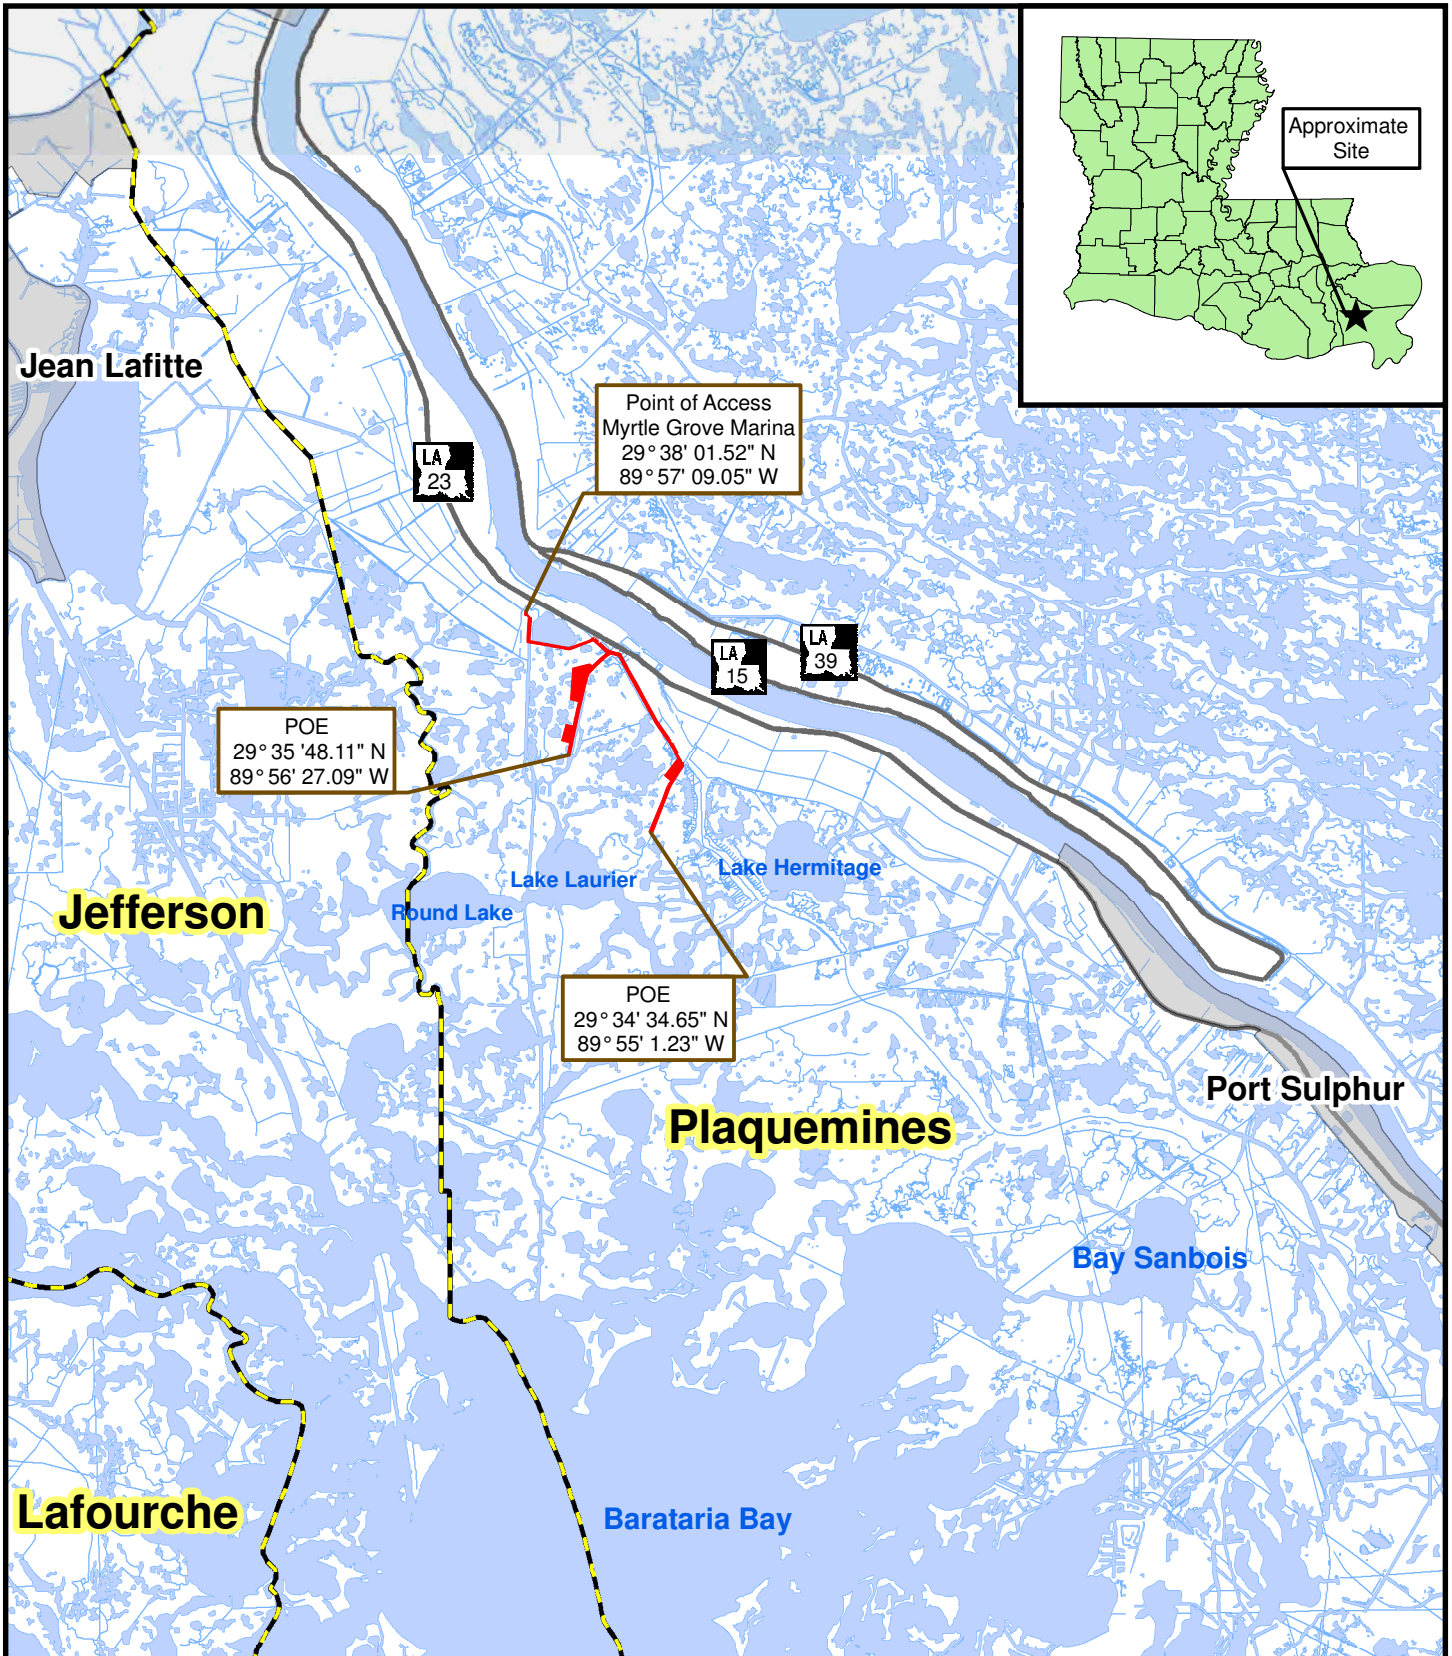 Approximate
Site
Jean Lafitte
Point of Access
Myrtle Grove Marina
29° 38' 01.52" N
89° 57' 09.05" W
LA
23
LA
39
LA
15
POE
29° 35 '48.11" N
89° 56' 27.09" W
Lake Hermitage
Lake Laurier
Round Lake
Jefferson
POE
29° 34' 34.65" N
89° 55' 1.23" W
Port Sulphur
Plaquemines
Bay Sanbois
Lafourche
Barataria Bay